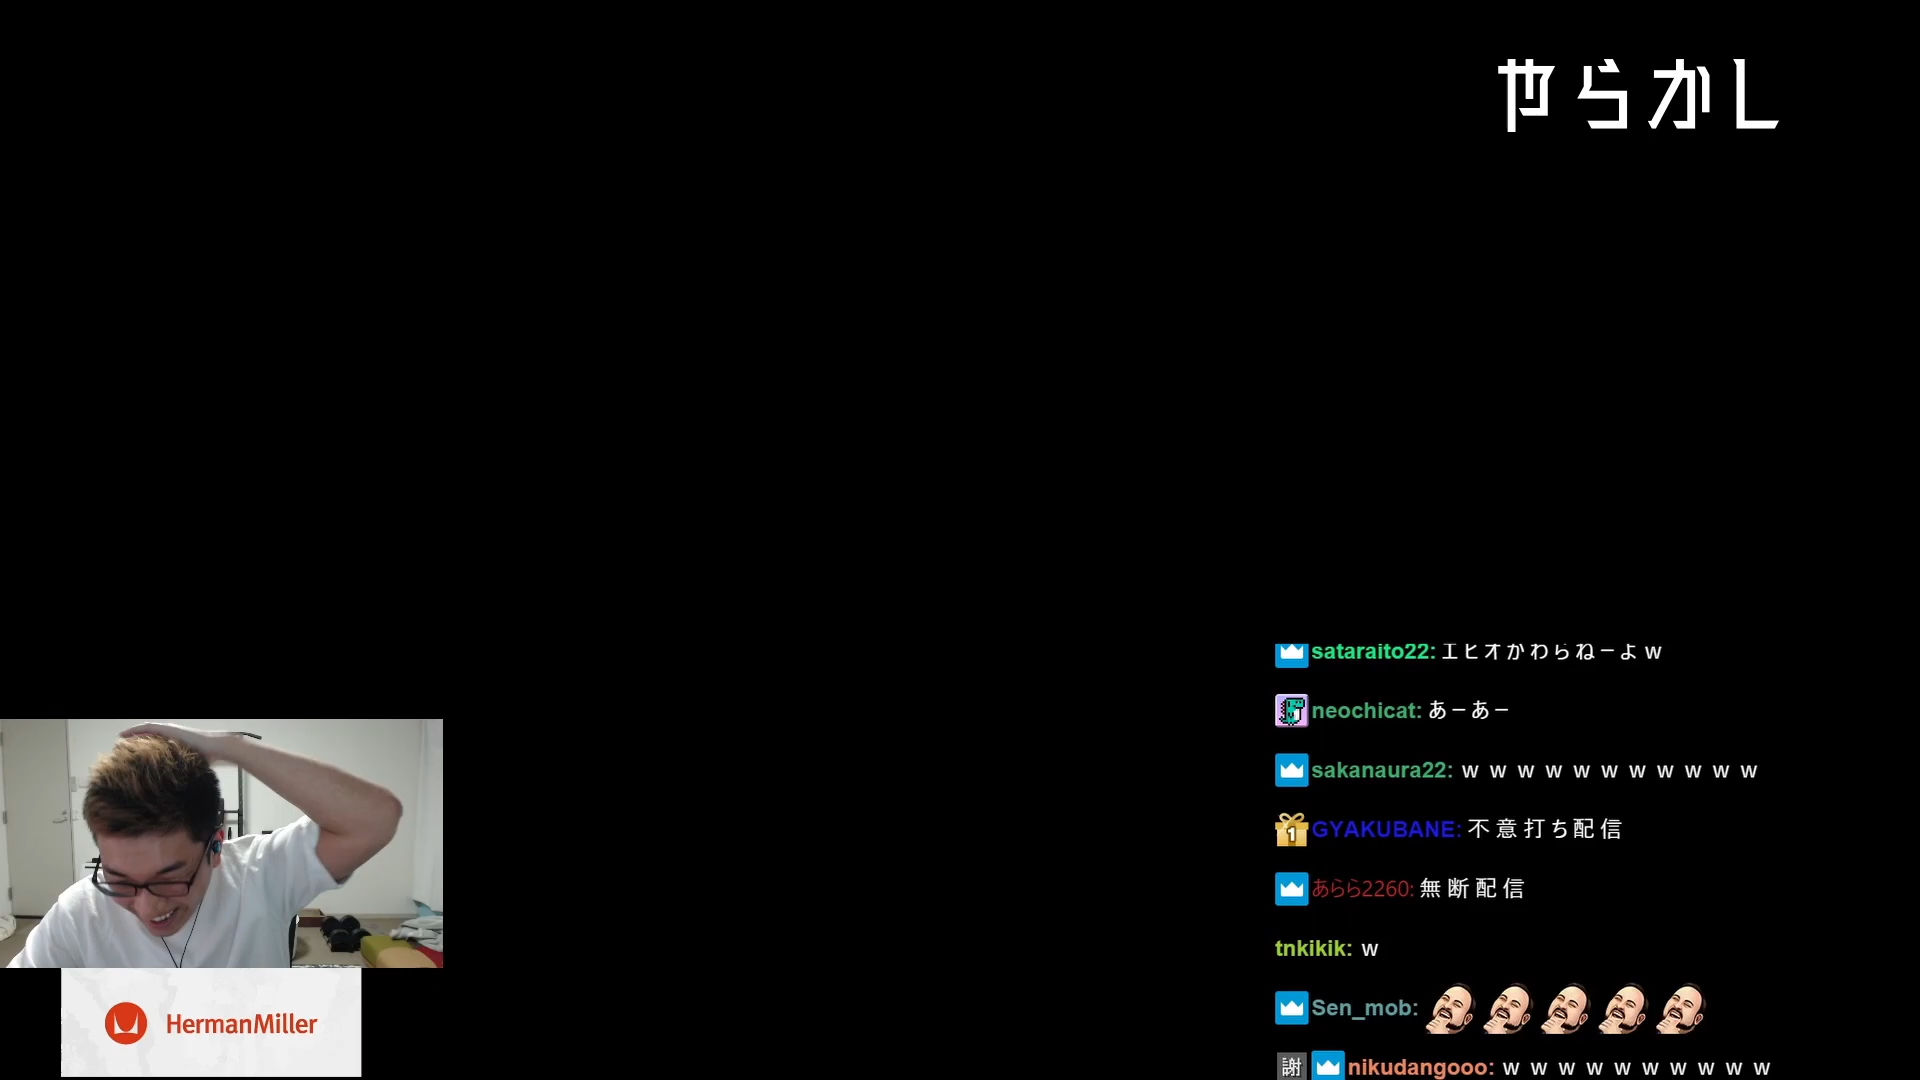 やらかし
sataraito22: エヒオかわらねーよw
neochicat: あーあー
sakanaura22: wwwwwwwwwww
GYAKUBANE: 不意打ち配信
1
あらら2260: 無断配信
tnkikik: w
Sen_mob:
謝 nikudangooo: wwwwwwwwww
HermanMiller